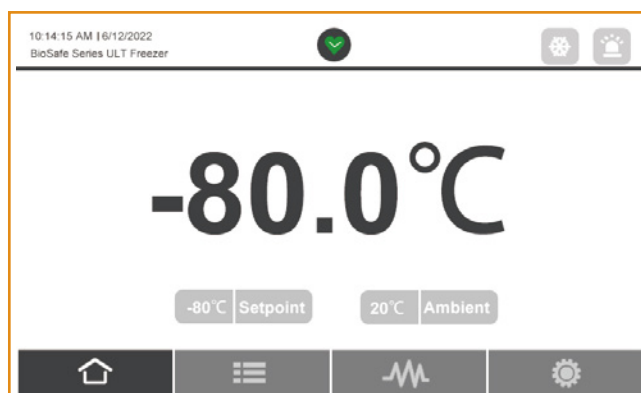 10:14:15 AM | 6/12/2022
BioSafe Series ULT Freezer
-80.0℃
-80℃ Setpoint
20℃ Ambient